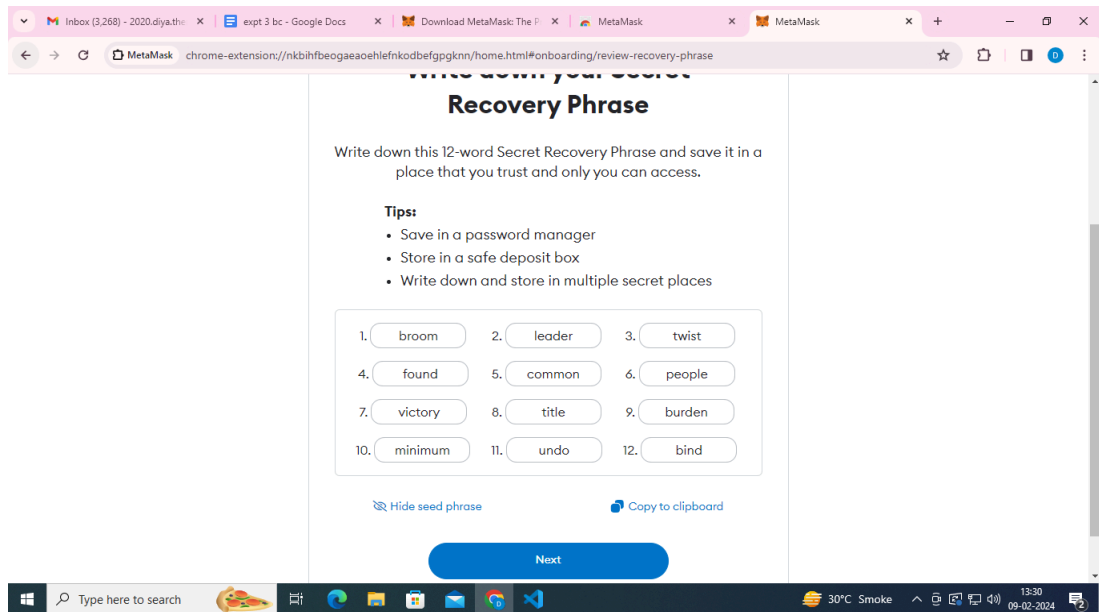 Inbox (3,268) - 2020.diya.the
expt 3 bc - Google Docs
Download MetaMask: The P
MetaMask
MetaMask
MetaMask
chrome-extension://nkbihfbeogaeaoehlefnkodbefgpgknn/home.html#onboarding/review-recovery-phrase
D
Write down your Secret
Recovery Phrase
Write down this 12-word Secret Recovery Phrase and save it in a
place that you trust and only you can access.
Tips:
• Save in a password manager
• Store in a safe deposit box
• Write down and store in multiple secret places
1. broom 2. leader 3. twist
4. found 5. common 6. people
7. victory 8. title 9. burden
10. minimum 11. undo 12. bind
Hide seed phrase Copy to clipboard
Next
Type here to search
30°C Smoke
13:30
09-02-2024
2